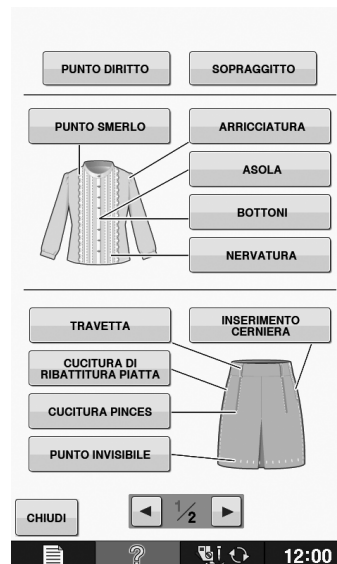 PUNTO DIRITTO
SOPRAGGITTO
PUNTO SMERLO
ARRICCIATURA
ASOLA
BOTTONI
NERVATURA
TRAVETTA
INSERIMENTO
CERNIERA
CUCITURA DI
RIBATTITURA PIATTA
CUCITURA PINCES
PUNTO INVISIBILE
CHIUDI
1/2
12:00